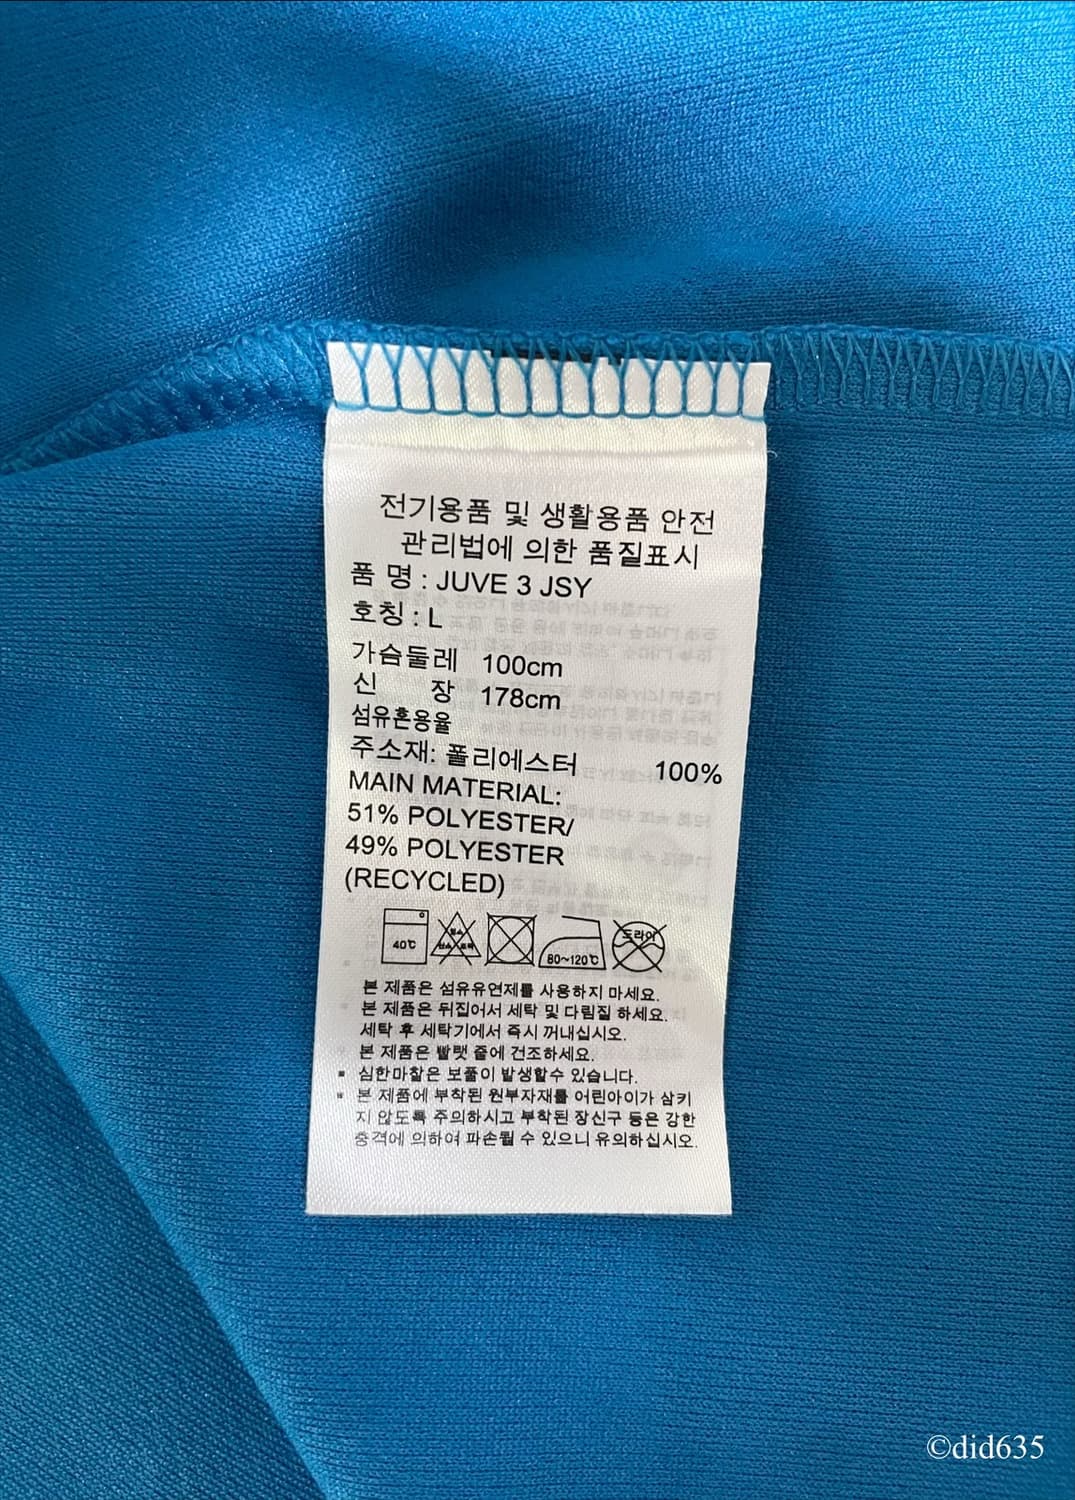 전기용품 및 생활용품 안전
관리법에 의한 품질표시
품 명 : JUVE 3 JSY
호칭 : L
가슴둘레 100cm
신 장 178cm
섬유혼용율
주소재: 폴리에스터 100%
MAIN MATERIAL:
51% POLYESTER/
49% POLYESTER
(RECYCLED)
40℃ 80~120℃ 드라이
본 제품은 섬유유연제를 사용하지 마세요.
본 제품은 뒤집어서 세탁 및 다림질 하세요.
세탁 후 세탁기에서 즉시 꺼내십시오.
본 제품은 빨랫 줄에 건조하세요.
▪ 심한마찰은 보풀이 발생할수 있습니다.
▪ 본 제품에 부착된 원부자재를 어린아이가 삼키
지 않도록 주의하시고 부착된 장신구 등은 강한
충격에 의하여 파손될 수 있으니 유의하십시오.
©did635